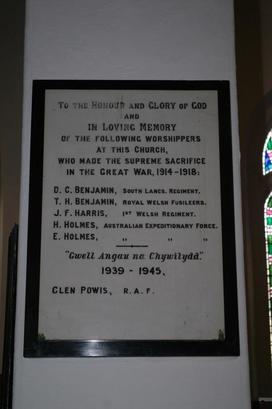 To the Honour and Glory of God
and
in Loving Memory
of the following worshippers
at this Church,
who made the supreme sacrifice
in the Great War, 1914-1918:
D. C. Benjamin, South Lancs. Regiment.
T. H. Benjamin, Royal Welsh Fusileers.
J. F. Harris, 1st Welsh Regiment.
H. Holmes, Australian Expeditionary Force.
E. Holmes, " " "
"Gwell Angau na Chywilydd."
1939 - 1945,
Glen Powis, R.A.F.